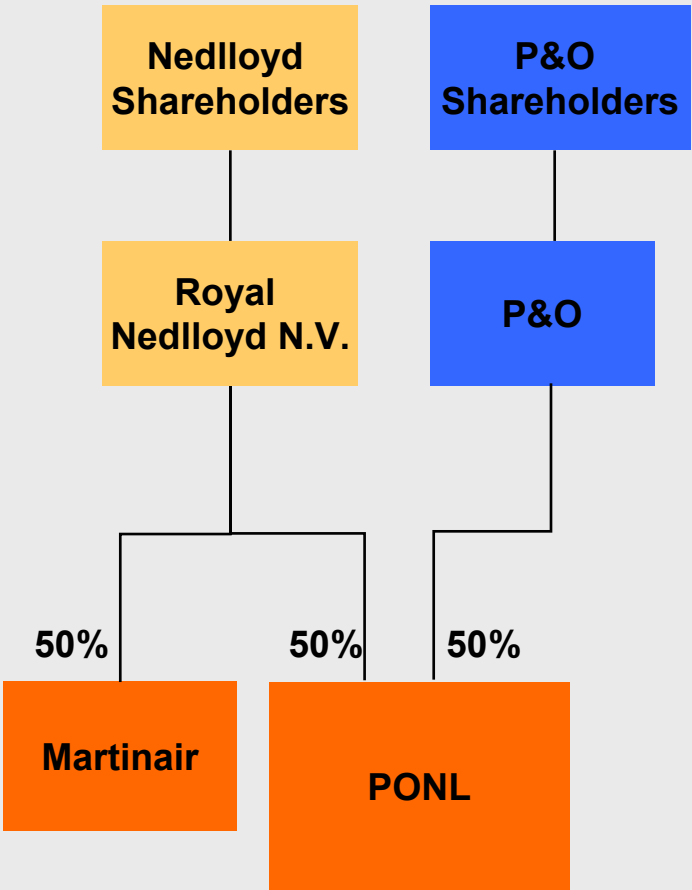 Nedlloyd
Shareholders
P&O
Shareholders
Royal
Nedlloyd N.V.
P&O
50%
50%
50%
Martinair
PONL